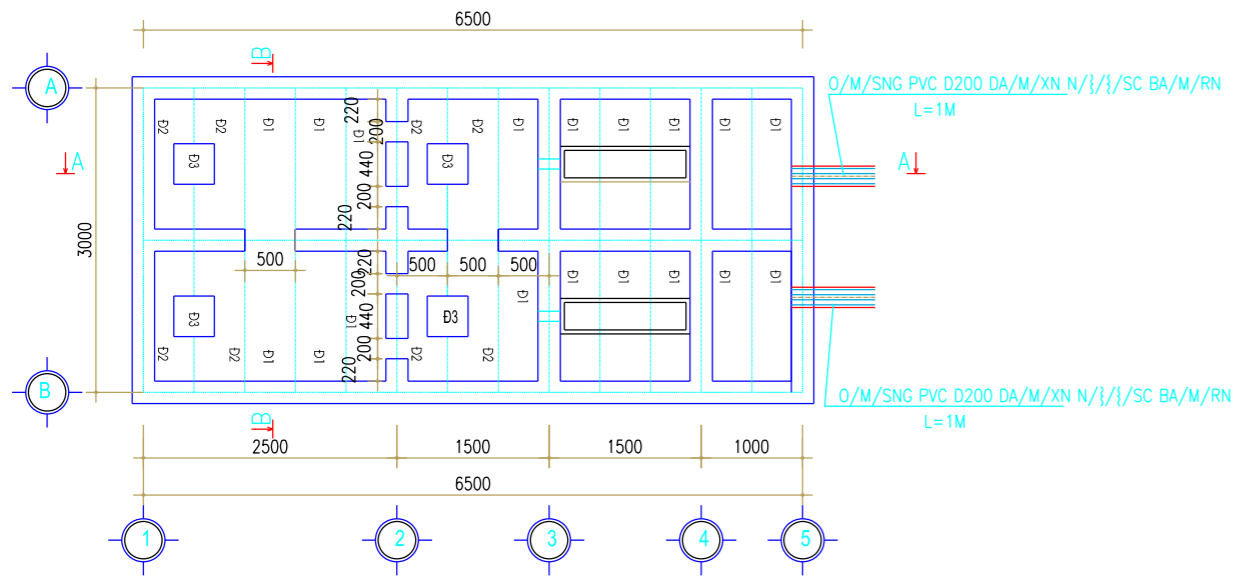 6500
B
A
O/M/SNG PVC D200 DA/M/XN N/}/}/SC BA/M/RN
L=1M
220
200
Đ2
Đ2
Đ1
Đ1
Đ1
Đ2
Đ2
Đ1
Đ1
Đ1
Đ1
Đ1
Đ1
A
Đ3
440
Đ3
A
200
220
3000
500
220
500
500
500
200
Đ1
Đ1
Đ1
Đ1
Đ1
Đ1
Đ3
440
Đ1
Đ3
200
Đ2
Đ2
Đ1
Đ1
220
Đ2
Đ2
B
O/M/SNG PVC D200 DA/M/XN N/}/}/SC BA/M/RN
L=1M
B
2500
1500
1500
1000
6500
1
2
3
4
5